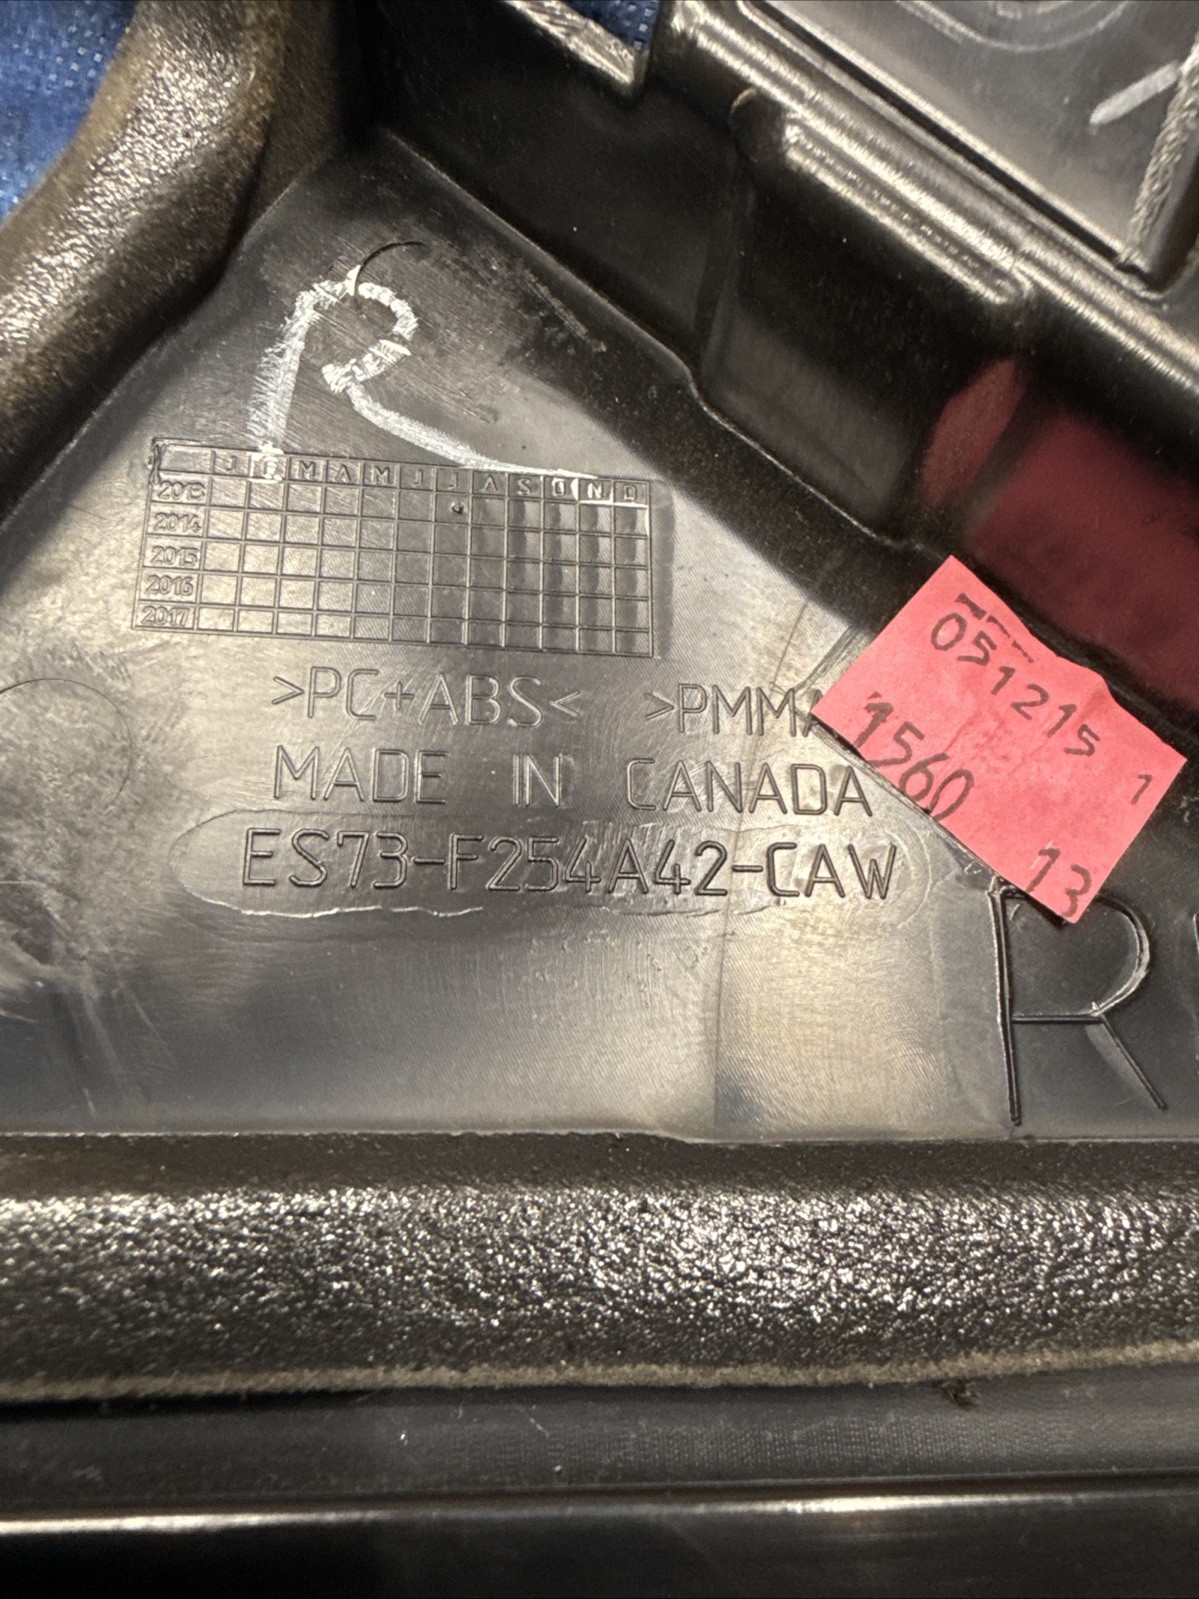 R
J F M A M J J A S O N D
2013
2014
2015
2016
2017
>PC+ABS< >PMMA
MADE IN CANADA
ES73-F254A42-CAW
051215 1
1560
13
R